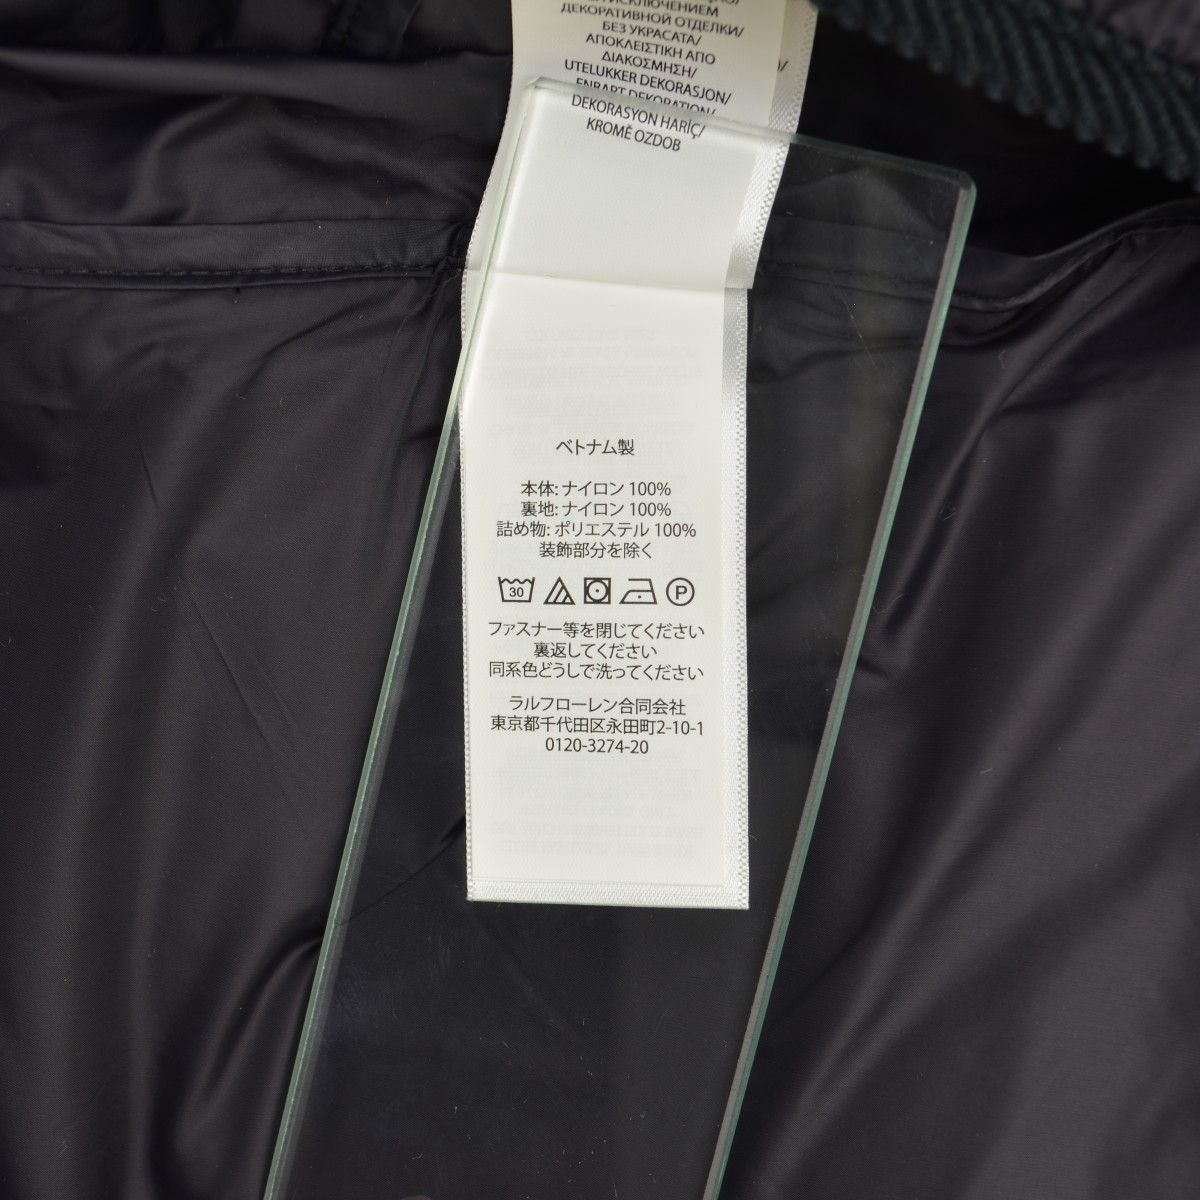 ИСКЛЮЧЕНИЕМ
ДЕКОРАТИВНОЙ ОТДЕЛКИ/
БЕЗ УКРАСАТА/
ΑΠΟΚΛΕΙΣΤΙΚΗ ΑΠΟ
ΔΙΑΚΟΣΜΗΣΗ/
UTELUKKER DEKORASJON/
ENBART DEKORATION/
DEKORASYON HARİÇ/
KROMĚ OZDOB
ベトナム製
本体: ナイロン 100%
裏地: ナイロン 100%
詰め物: ポリエステル 100%
装飾部分を除く
30 P
ファスナー等を閉じてください
裏返してください
同系色どうしで洗ってください
ラルフローレン合同会社
東京都千代田区永田町2-10-1
0120-3274-20